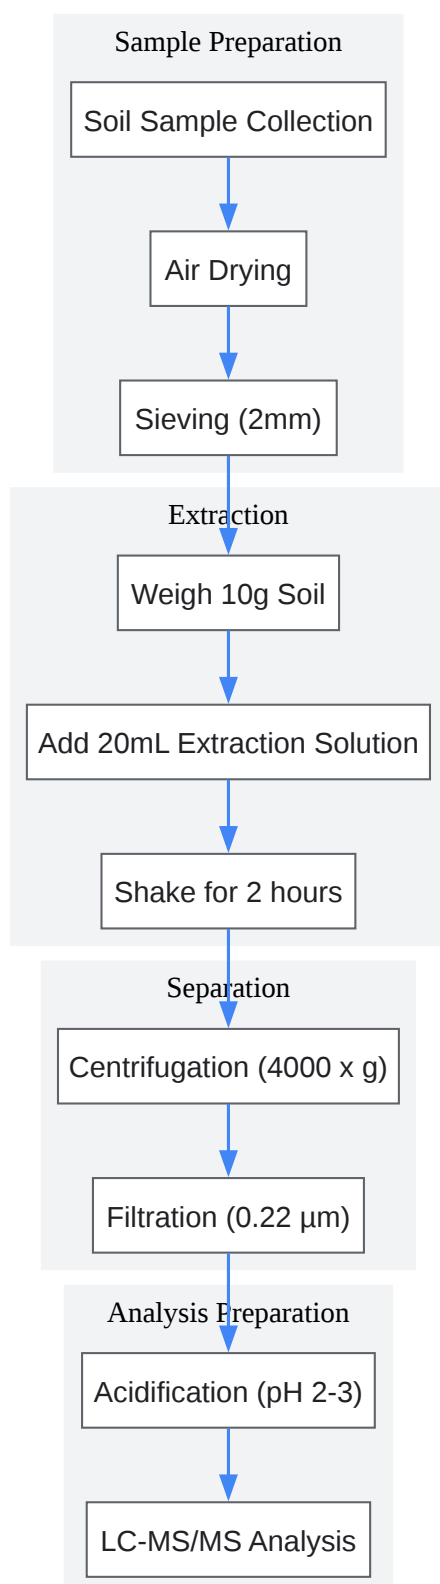 Sample Preparation
Soil Sample Collection
Air Drying
Sieving (2mm)
Extraction
Weigh 10g Soil
Add 20mL Extraction Solution
Shake for 2 hours
Separation
Centrifugation (4000 x g)
Filtration (0.22 µm)
Analysis Preparation
Acidification (pH 2-3)
LC-MS/MS Analysis